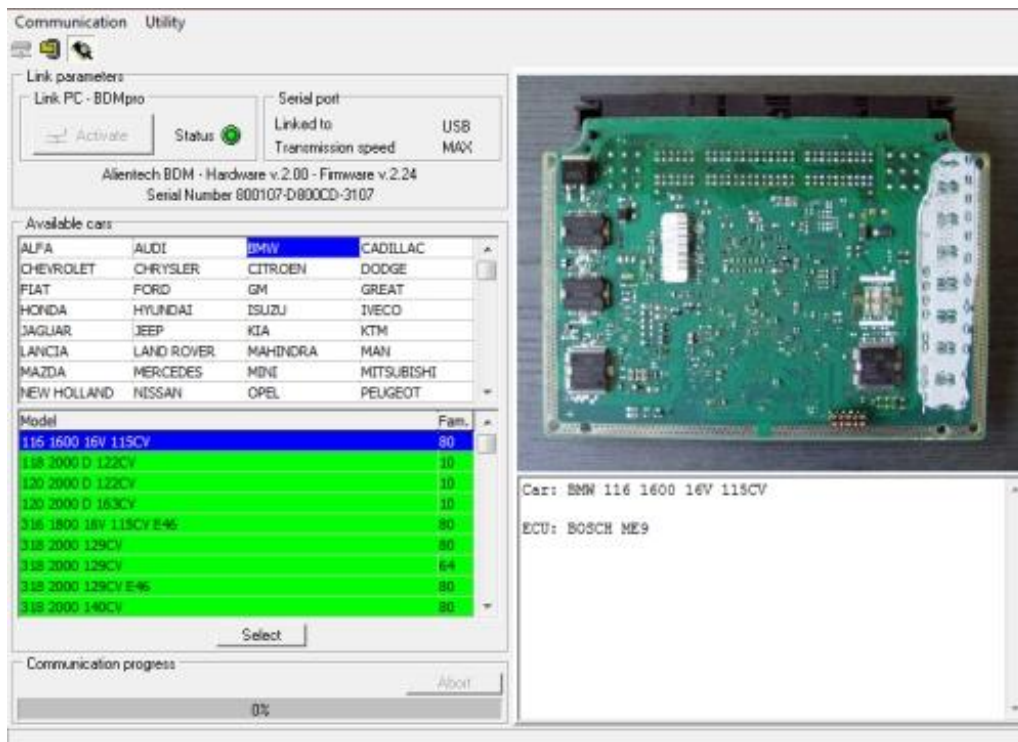 Communication Utility
Link parameters
Link PC - BDMpro
Serial port
Activate
Status
Linked to USB
Transmission speed MAX
Alientech BDM - Hardware v.2.00 - Firmware v.2.24
Serial Number 800107-D800CD-3107
Available cars
ALFA AUDI BMW CADILLAC
CHEVROLET CHRYSLER CITROEN DODGE
FIAT FORD GM GREAT
HONDA HYUNDAI ISUZU IVECO
JAGUAR JEEP KIA KTM
LANCIA LAND ROVER MAHINDRA MAN
MAZDA MERCEDES MINI MITSUBISHI
NEW HOLLAND NISSAN OPEL PEUGEOT
Model Fam.
116 1600 16V 115CV 80
118 2000 D 122CV 10
120 2000 D 122CV 10
120 2000 D 163CV 10
316 1800 16V 115CV E46 80
318 2000 129CV 80
318 2000 129CV 64
318 2000 129CV E46 80
318 2000 140CV 80
Select
Communication progress
Abort
0%
Car: BMW 116 1600 16V 115CV
ECU: BOSCH ME9